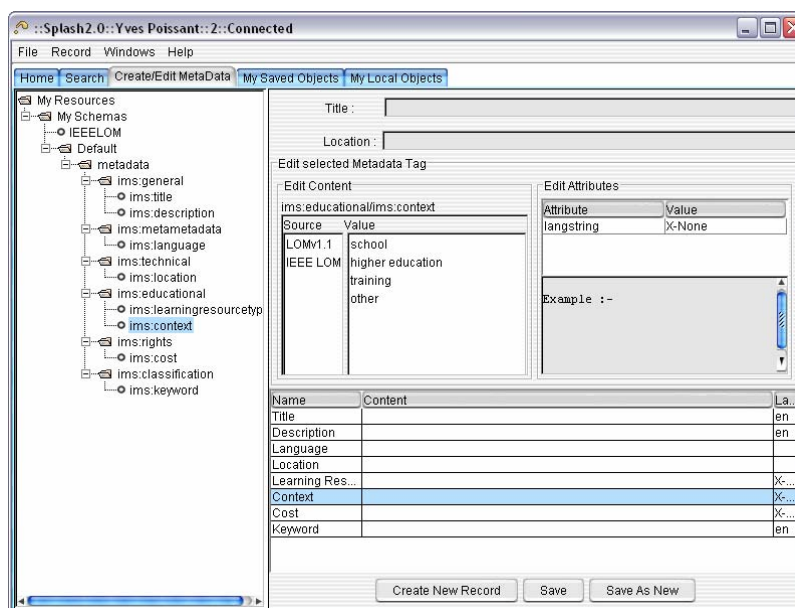 ::Splash2.0::Yves Poissant::2::Connected
File Record Windows Help
Home Search Create/Edit MetaData My Saved Objects My Local Objects
My Resources
My Schemas
IEEELOM
Default
metadata
ims:general
ims:title
ims:description
ims:metametadata
ims:language
ims:technical
ims:location
ims:educational
ims:learningresourcetyp
ims:context
ims:rights
ims:cost
ims:classification
ims:keyword
Title :
Location :
Edit selected Metadata Tag
Edit Content
ims:educational/ims:context
Source Value
LOMv1.1 school
IEEE LOM higher education
training
other
Edit Attributes
Attribute Value
langstring X-None
Example :-
Name Content La...
Title en
Description en
Language
Location
Learning Res... X-...
Context X-...
Cost X-...
Keyword en
Create New Record Save Save As New